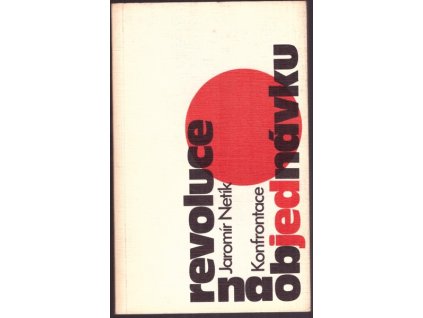 revoluce
Jaromír Netík
na
Konfrontace
objednávku